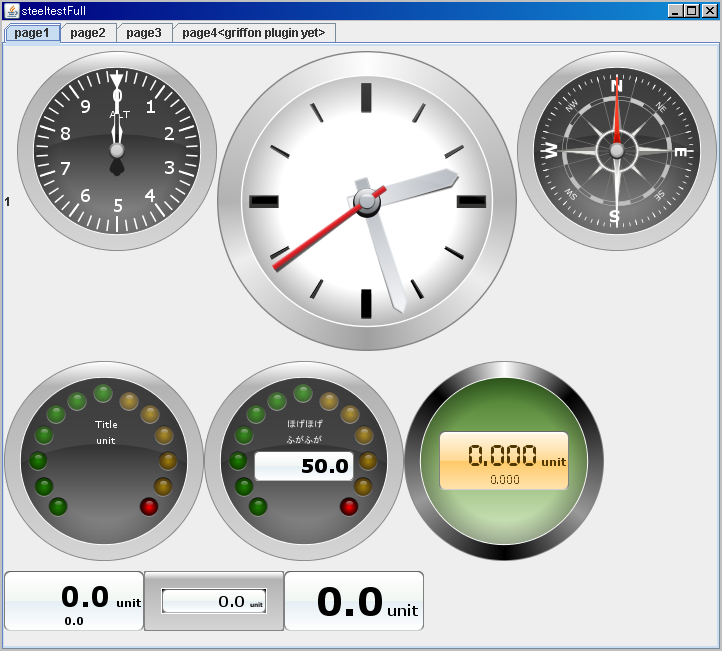 steeltestFull
page1 page2 page3 page4<griffon plugin yet>
1
0
1
2
3
4
5
6
7
8
9
ALT
N
NE
E
SE
S
SW
W
NW
Title
unit
ほげほげ
ふがふが
50.0
0.000 unit
0.000
0.0 unit
0.0
0.0 unit
0.0 unit